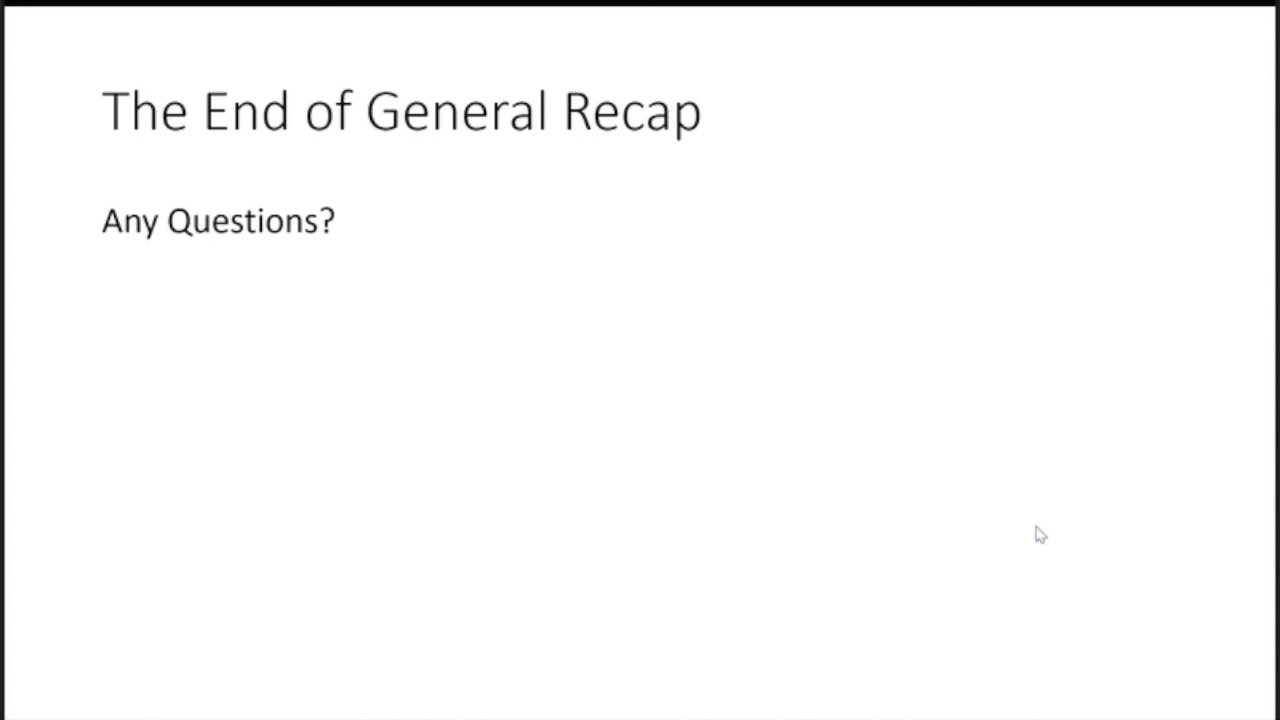 The End of General Recap
Any Questions?